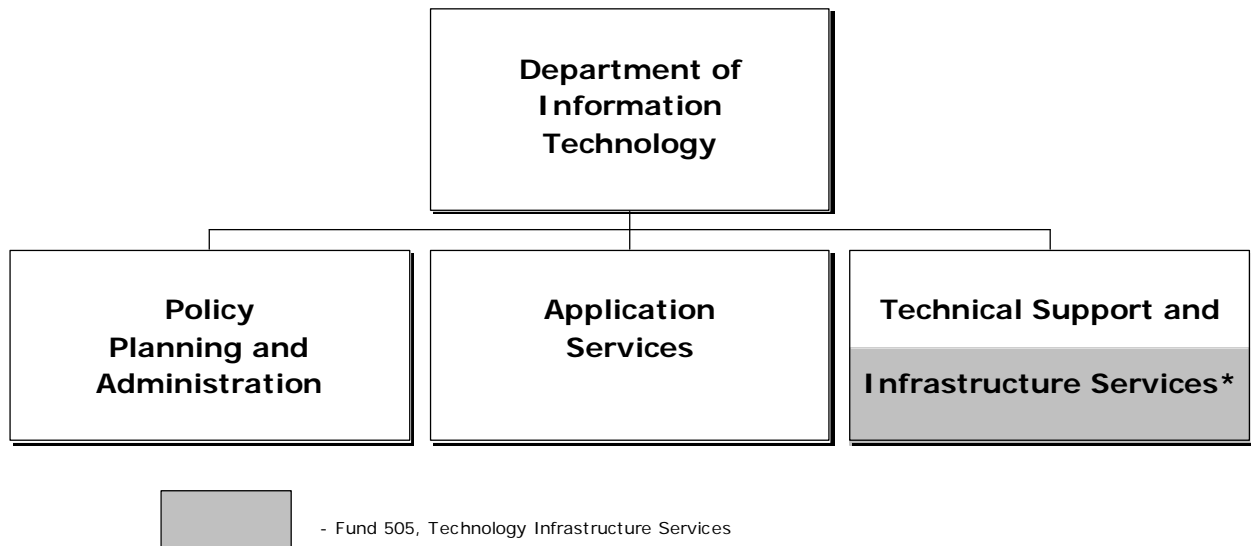 Department of
Information
Technology
Policy
Planning and
Administration
Application
Services
Technical Support and
Infrastructure Services*
- Fund 505, Technology Infrastructure Services